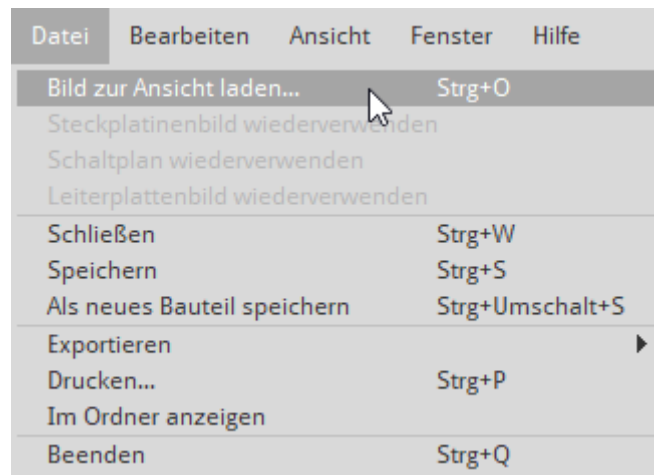 Datei Bearbeiten Ansicht Fenster Hilfe
Bild zur Ansicht laden... Strg+O
Steckplatinenbild wiederverwenden
Schaltplan wiederverwenden
Leiterplattenbild wiederverwenden
Schließen Strg+W
Speichern Strg+S
Als neues Bauteil speichern Strg+Umschalt+S
Exportieren
Drucken... Strg+P
Im Ordner anzeigen
Beenden Strg+Q